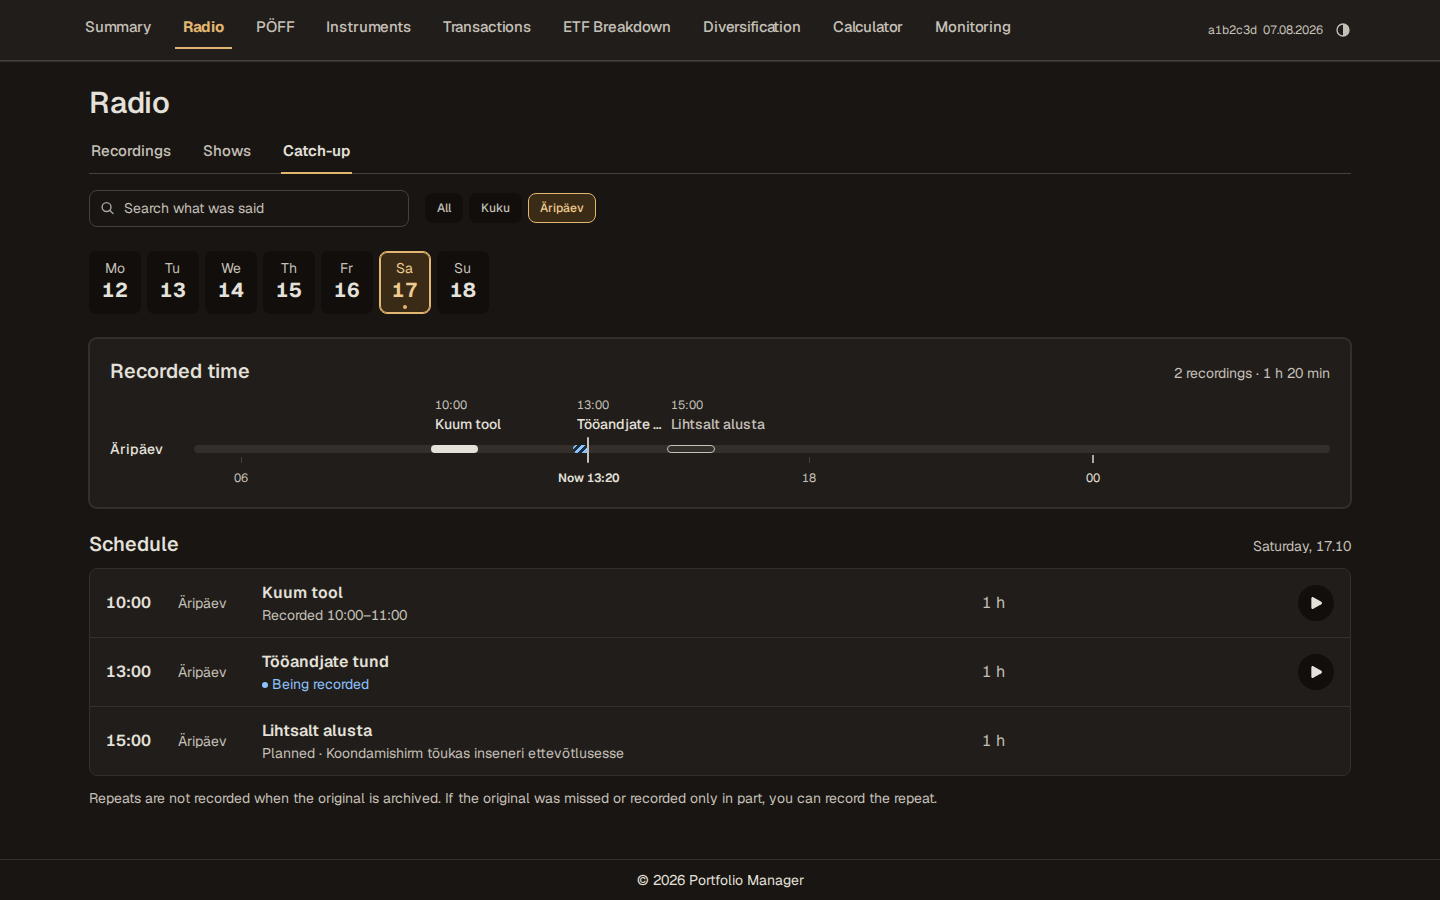 Summary Radio PÖFF Instruments Transactions ETF Breakdown Diversification Calculator Monitoring a1b2c3d 07.08.2026
Radio
Recordings Shows Catch-up
Search what was said All Kuku Äripäev
Mo Tu We Th Fr Sa Su
12 13 14 15 16 17 18
Recorded time 2 recordings · 1 h 20 min
10:00 13:00 15:00
Kuum tool Tööandjate ... Lihtsalt alusta
Äripäev
06 Now 13:20 18 00
Schedule Saturday, 17.10
10:00 Äripäev Kuum tool 1 h
Recorded 10:00–11:00
13:00 Äripäev Tööandjate tund 1 h
Being recorded
15:00 Äripäev Lihtsalt alusta 1 h
Planned · Koondamishirm tõukas inseneri ettevõtlusesse
Repeats are not recorded when the original is archived. If the original was missed or recorded only in part, you can record the repeat.
© 2026 Portfolio Manager